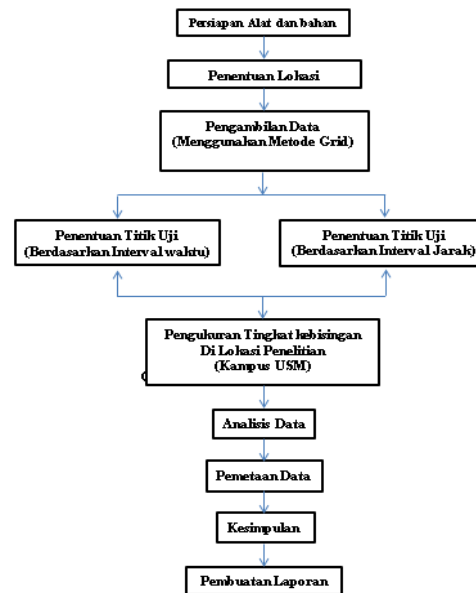 Persiapan Alat dan bahan
Penentuan Lokasi
Pengambilan Data
(Menggunakan Metode Grid)
Penentuan Titik Uji
(Berdasarkan Interval waktu)
Penentuan Titik Uji
(Berdasarkan Interval Jarak)
Pengukuran Tingkat kebisingan
Di Lokasi Penelitian
(Kampus USM)
Analisis Data
Pemetaan Data
Kesimpulan
Pembuatan Laporan